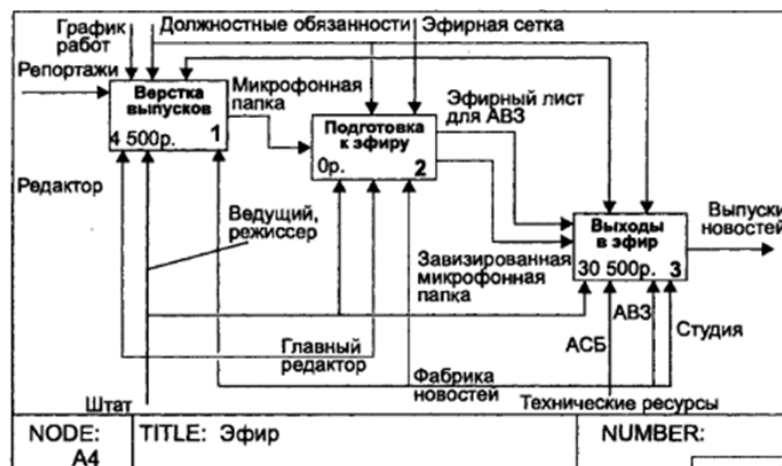 График
работ
Должностные обязанности
Эфирная сетка
Репортажи
Верстка
выпусков
4 500р.
1
Микрофонная
папка
Эфирный лист
для АВЗ
Подготовка
к эфиру
0р.
2
Редактор
Ведущий,
режиссер
Выходы
в эфир
30 500р.
3
Выпуски
новостей
Завизированная
микрофонная
папка
АВЗ
АСБ
Студия
Главный
редактор
Фабрика
новостей
Штат
Технические ресурсы
NODE:
A4
TITLE: Эфир
NUMBER: